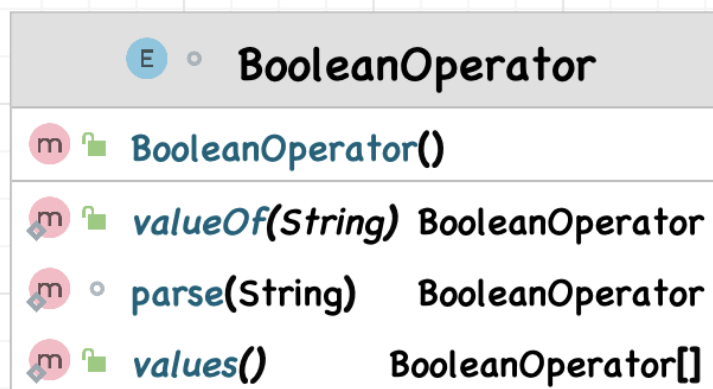 E BooleanOperator
m BooleanOperator()
m valueOf(String) BooleanOperator
m parse(String) BooleanOperator
m values() BooleanOperator[]